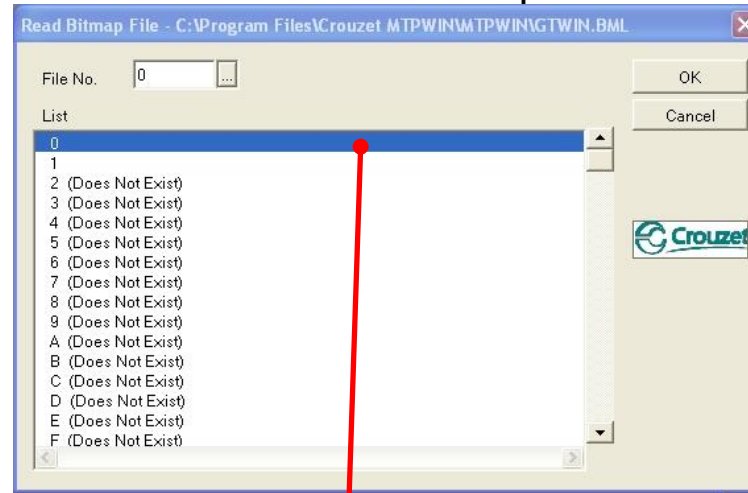 Read Bitmap File - C:\Program Files\Crouzet MTPWIN\MTPWIN\GTWIN.BML
File No. 0 ...
OK
List
Cancel
0
1
2 (Does Not Exist)
3 (Does Not Exist)
4 (Does Not Exist)
5 (Does Not Exist)
6 (Does Not Exist)
7 (Does Not Exist)
8 (Does Not Exist)
9 (Does Not Exist)
A (Does Not Exist)
B (Does Not Exist)
C (Does Not Exist)
D (Does Not Exist)
E (Does Not Exist)
F (Does Not Exist)
Crouzet